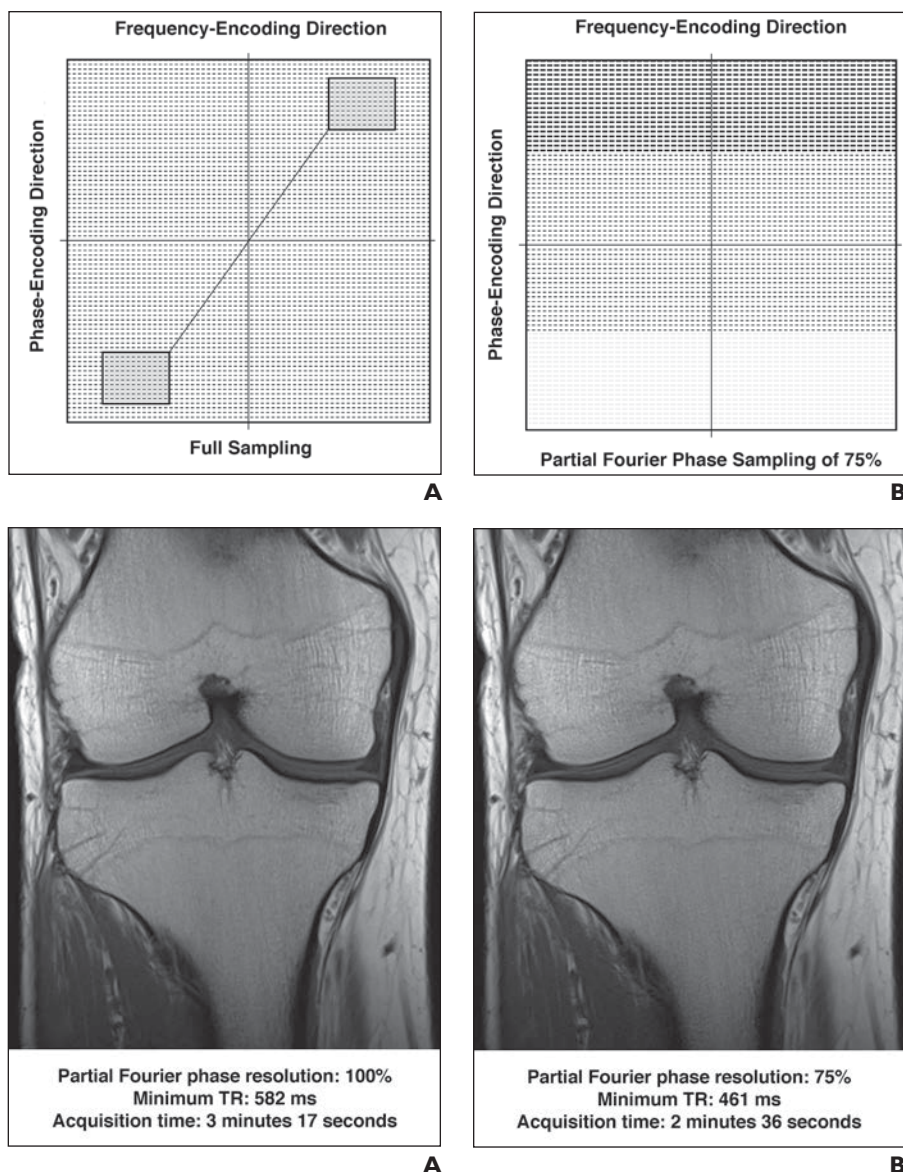 Frequency-Encoding Direction
Phase-Encoding Direction
Full Sampling
A
Frequency-Encoding Direction
Phase-Encoding Direction
Partial Fourier Phase Sampling of 75%
B
Partial Fourier phase resolution: 100%
Minimum TR: 582 ms
Acquisition time: 3 minutes 17 seconds
A
Partial Fourier phase resolution: 75%
Minimum TR: 461 ms
Acquisition time: 2 minutes 36 seconds
B